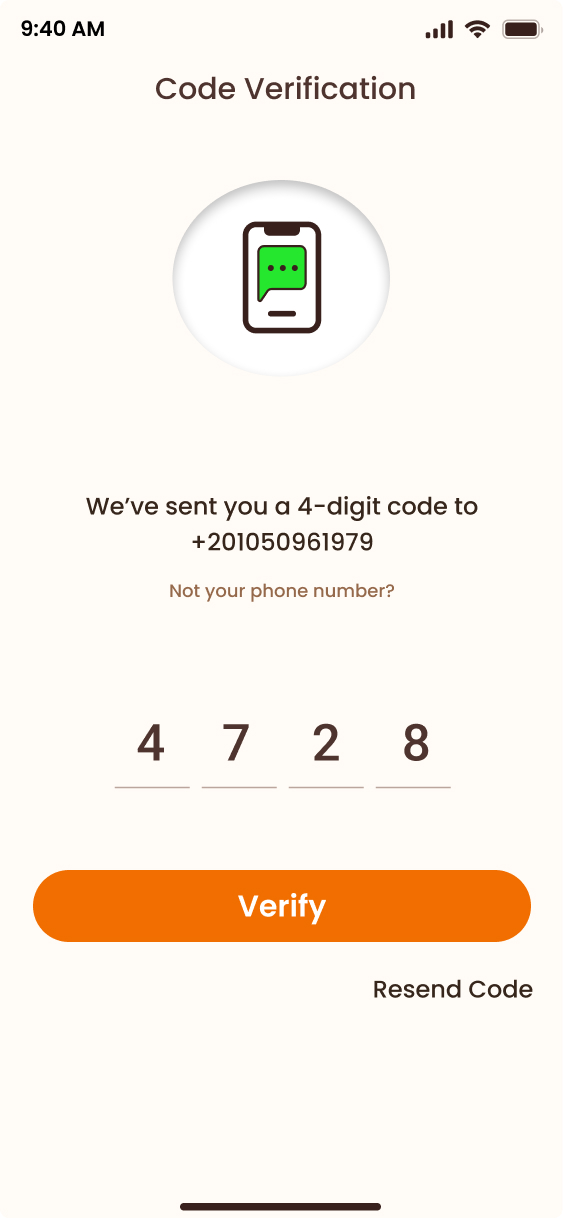 9:40 AM
Code Verification
We’ve sent you a 4-digit code to
+201050961979
Not your phone number?
4 7 2 8
Verify
Resend Code